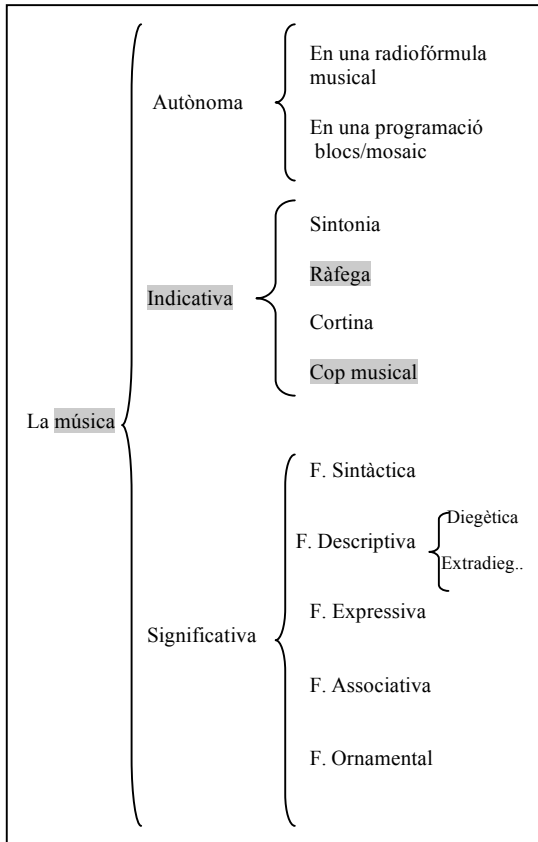 En una radiofórmula
musical
Autònoma
En una programació
blocs/mosaic
Sintonia
Ràfega
Indicativa
Cortina
Cop musical
La música
F. Sintàctica
Diegètica
F. Descriptiva
Extradieg..
F. Expressiva
Significativa
F. Associativa
F. Ornamental